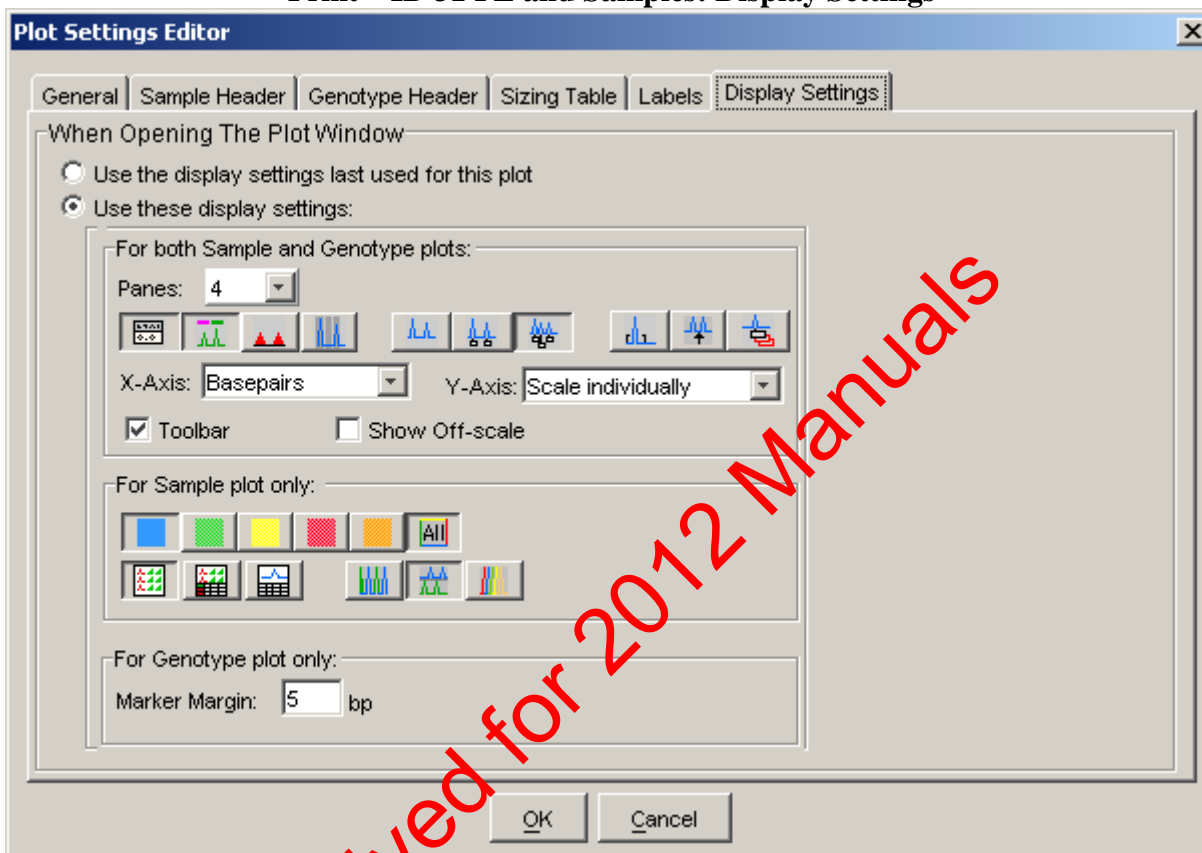 Plot Settings Editor
General Sample Header Genotype Header Sizing Table Labels Display Settings
When Opening The Plot Window
Use the display settings last used for this plot
Use these display settings:
For both Sample and Genotype plots:
Panes: 4
X-Axis: Basepairs Y-Axis: Scale individually
Toolbar Show Off-scale
For Sample plot only:
All
For Genotype plot only:
Marker Margin: 5 bp
OK Cancel
for 2012 Manuals